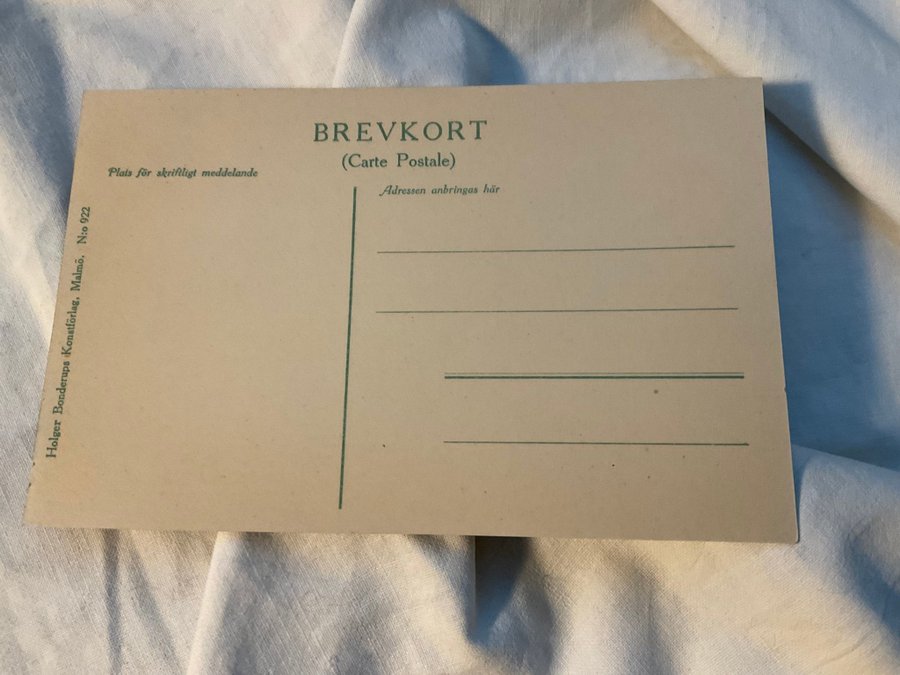 BREVKORT
(Carte Postale)
Plats för skriftligt meddelande
Adressen anbringas här
Holger Bonderups Konstförlag, Malmö. N:o 922